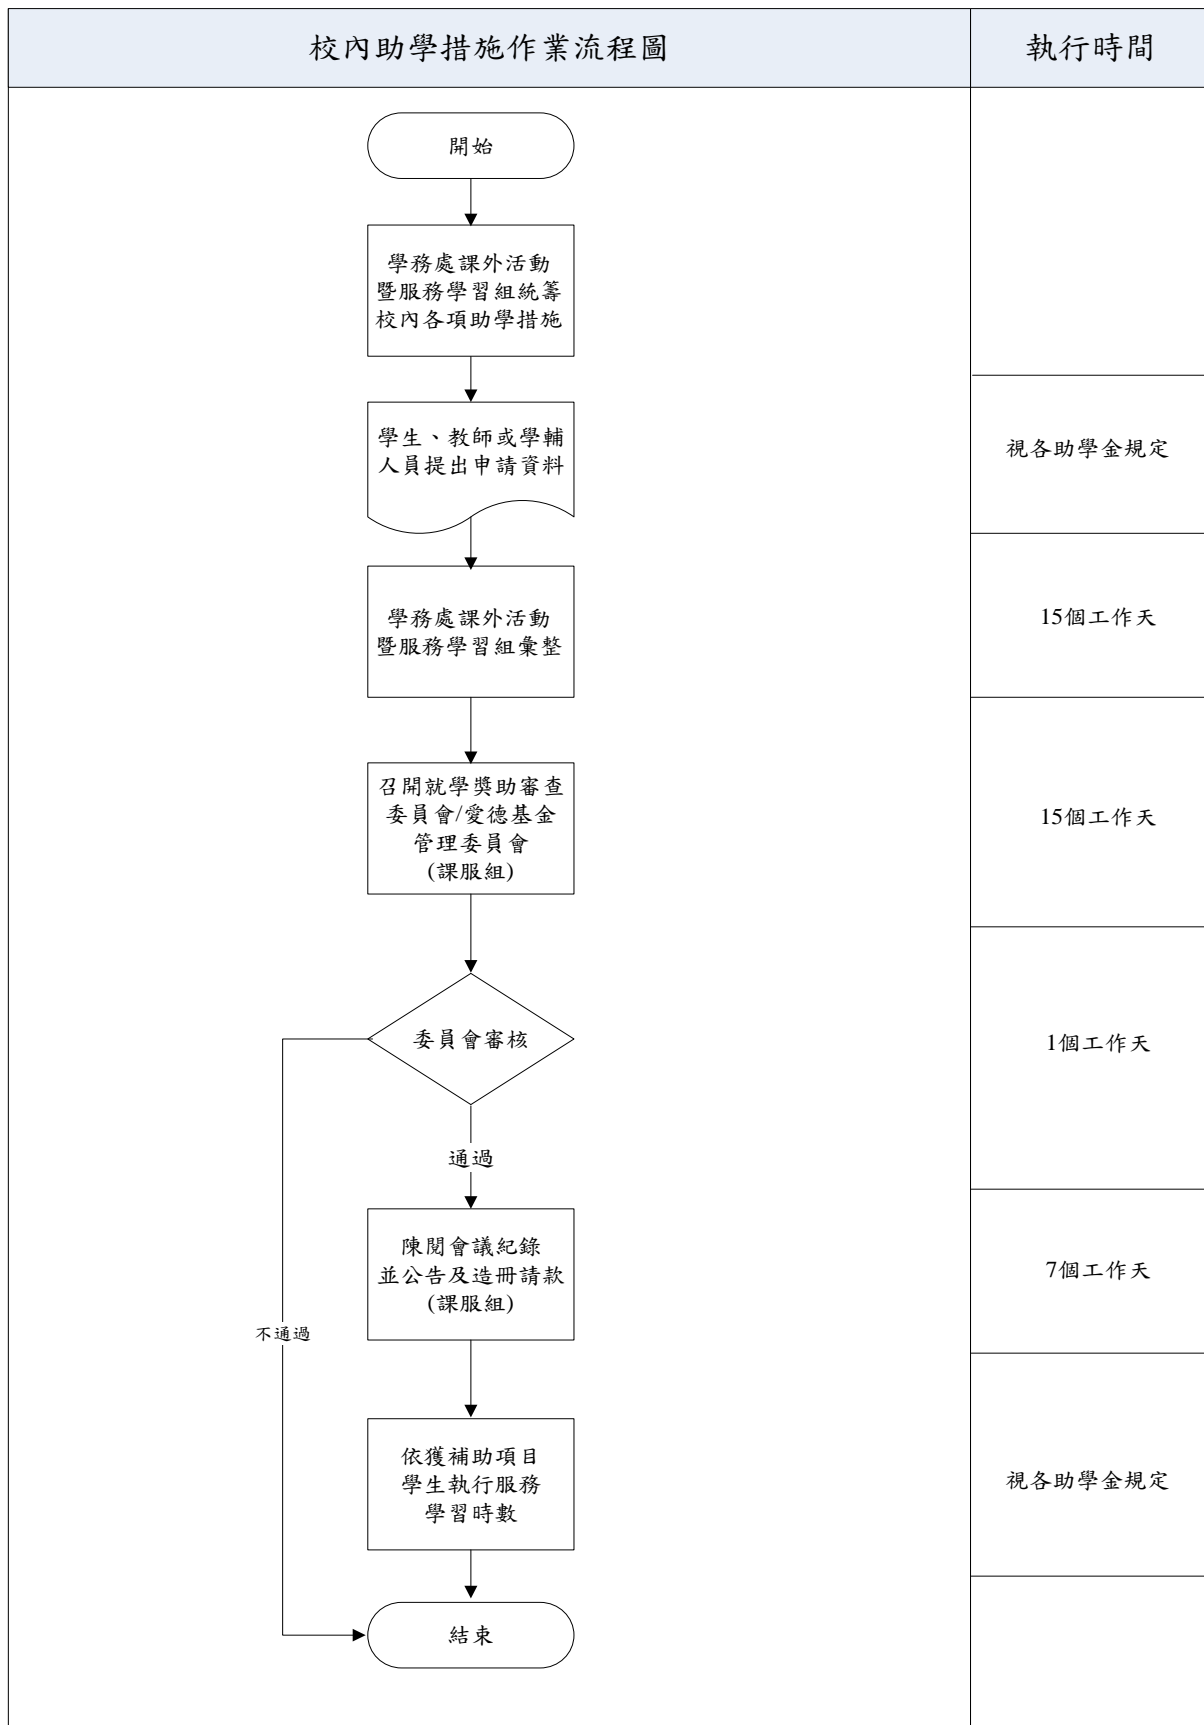 校內助學措施作業流程圖
執行時間
開始
學務處課外活動
暨服務學習組統籌
校內各項助學措施
學生、教師或學輔
人員提出申請資料
視各助學金規定
學務處課外活動
暨服務學習組彙整
15個工作天
召開就學獎助審查
委員會/愛德基金
管理委員會
(課服組)
15個工作天
委員會審核
1個工作天
通過
陳閱會議紀錄
並公告及造冊請款
(課服組)
7個工作天
不通過
依獲補助項目
學生執行服務
學習時數
視各助學金規定
結束